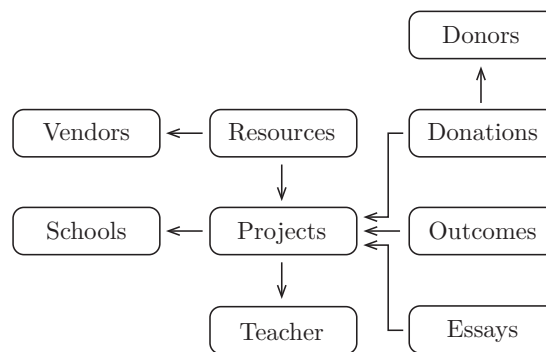 Donors
Vendors
Resources
Donations
Schools
Projects
Outcomes
Teacher
Essays